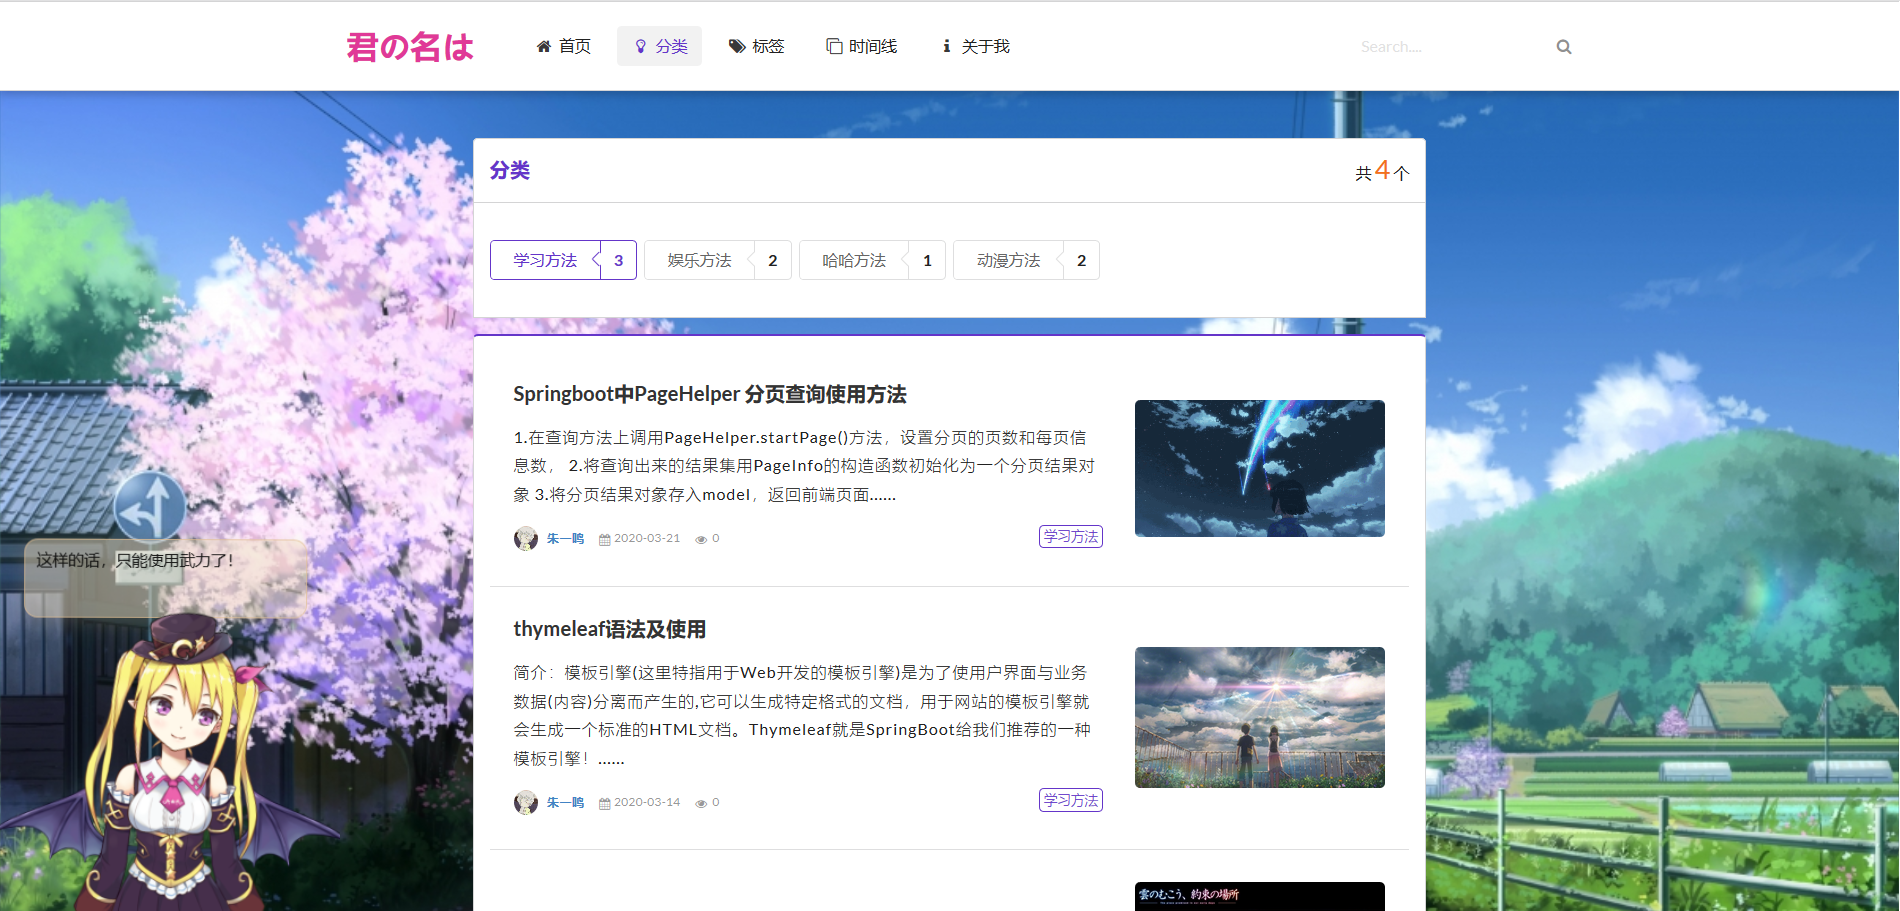 君の名は
首页 分类 标签 时间线 关于我 Search....
分类
共4个
学习方法 3 娱乐方法 2 哈哈方法 1 动漫方法 2
Springboot中PageHelper 分页查询使用方法
1.在查询方法上调用PageHelper.startPage()方法，设置分页的页数和每页信
息数， 2.将查询出来的结果集用PageInfo的构造函数初始化为一个分页结果对
象 3.将分页结果对象存入model，返回前端页面......
朱一鸣 2020-03-21 0 学习方法
这样的话，只能使用武力了！
thymeleaf语法及使用
简介：模板引擎(这里特指用于Web开发的模板引擎)是为了使用户界面与业务
数据(内容)分离而产生的,它可以生成特定格式的文档，用于网站的模板引擎就
会生成一个标准的HTML文档。Thymeleaf就是SpringBoot给我们推荐的一种
模板引擎！......
朱一鸣 2020-03-14 0 学习方法
雲のむこう、約束の場所